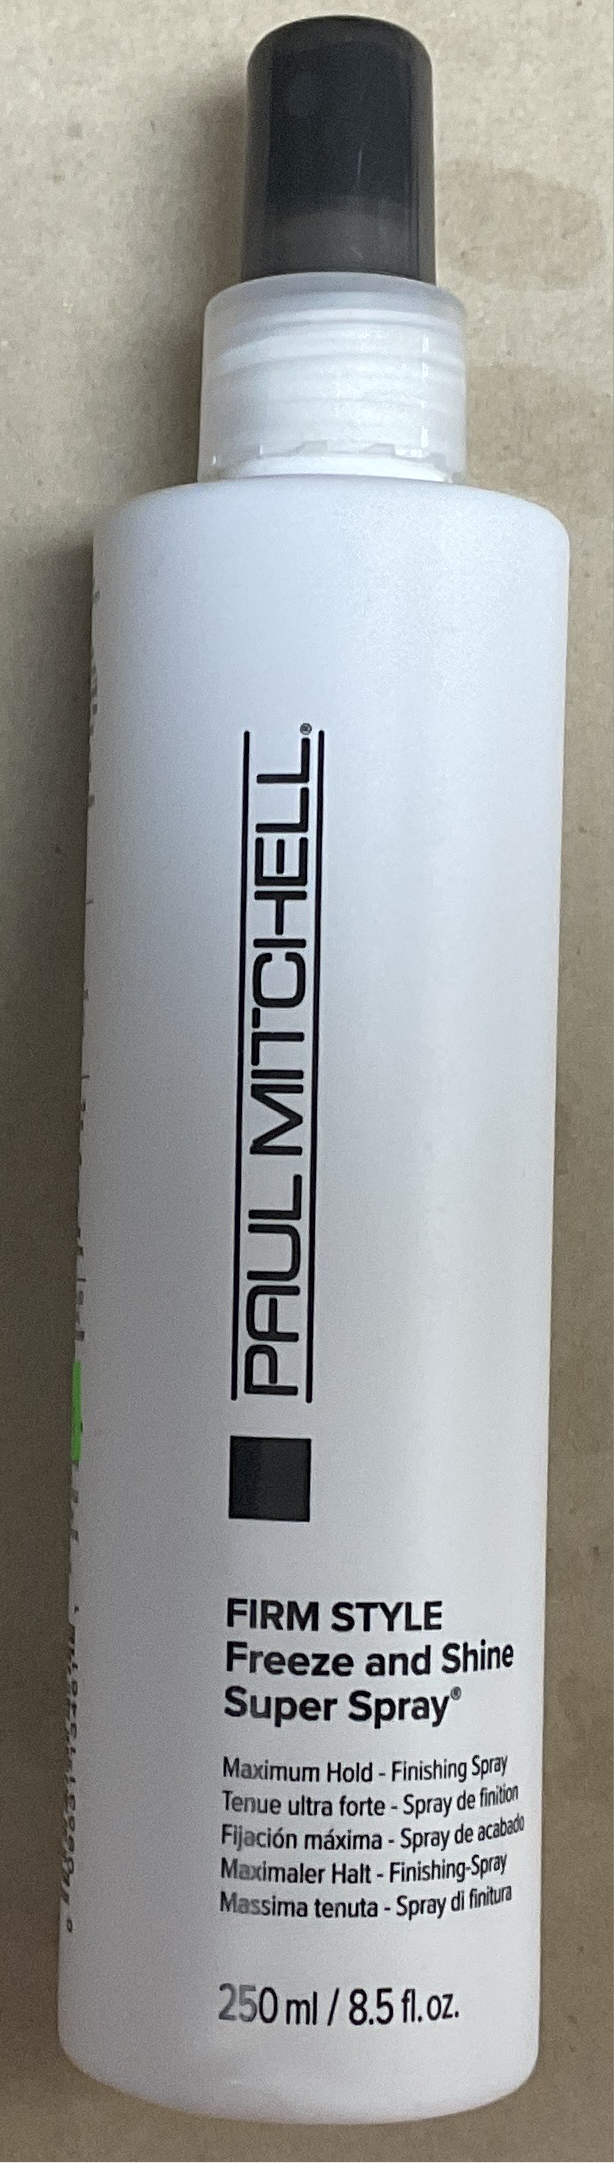 PAUL MITCHELL®
FIRM STYLE
Freeze and Shine
Super Spray®
Maximum Hold - Finishing Spray
Tenue ultra forte - Spray de finition
Fijación máxima - Spray de acabado
Maximaler Halt - Finishing-Spray
Massima tenuta - Spray di finitura
250 ml / 8.5 fl. oz.